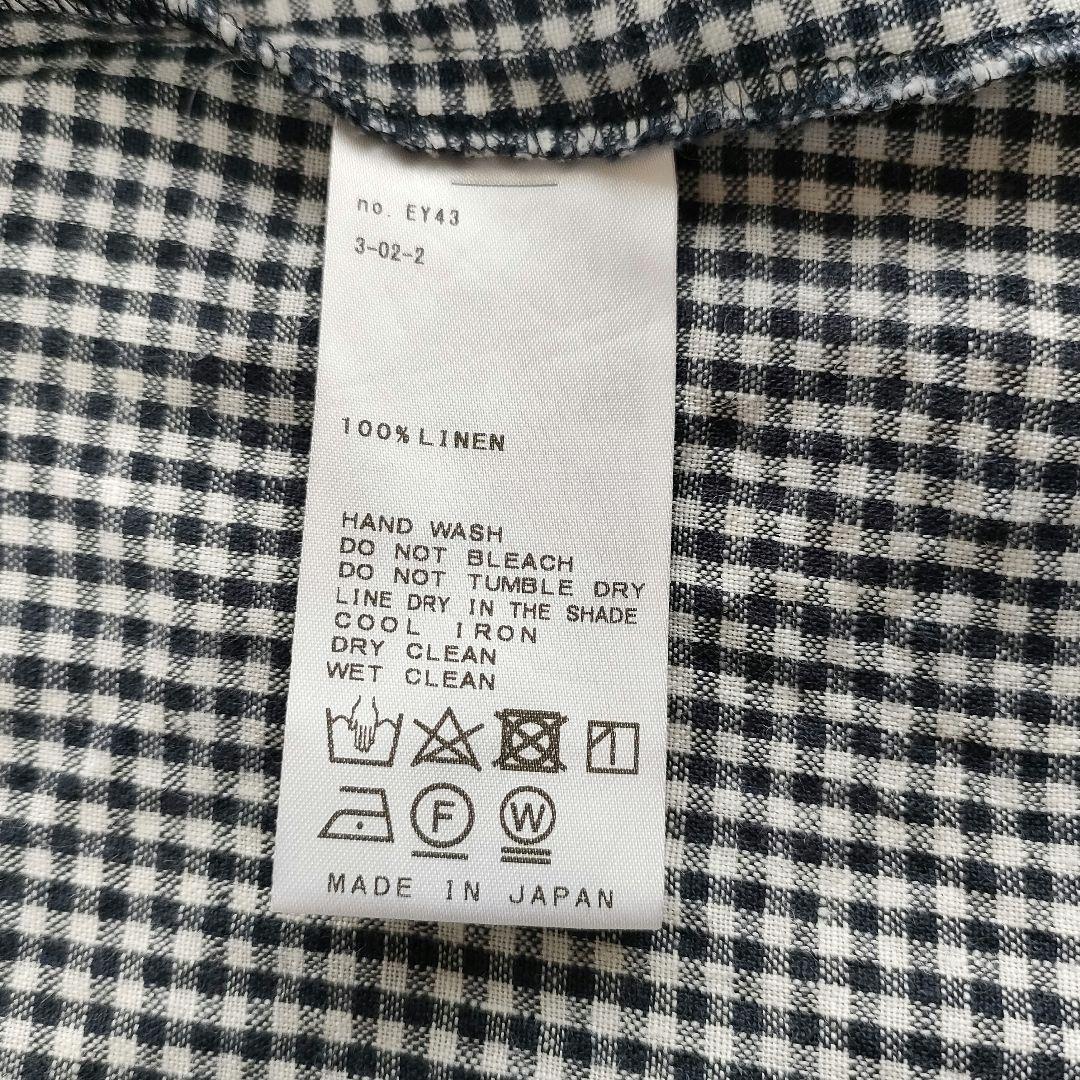 no. EY43
3-02-2
100% LINEN
HAND WASH
DO NOT BLEACH
DO NOT TUMBLE DRY
LINE DRY IN THE SHADE
COOL IRON
DRY CLEAN
WET CLEAN
F W
MADE IN JAPAN